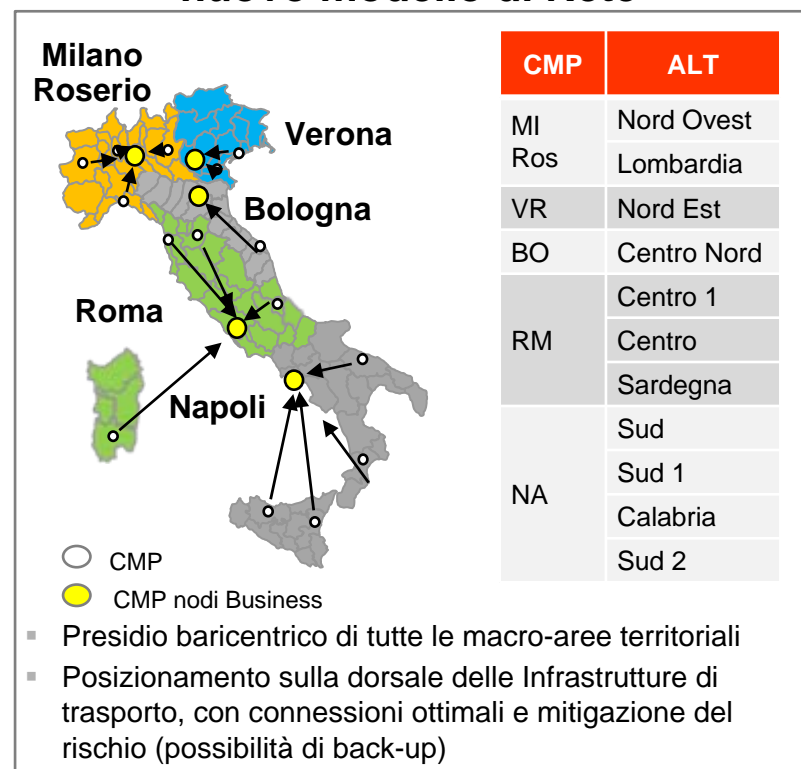 Milano
Roserio
Verona
Bologna
Roma
Napoli
CMP
CMP nodi Business
CMP ALT
MI Ros Nord Ovest
Lombardia
VR Nord Est
BO Centro Nord
RM Centro 1
Centro
Sardegna
NA Sud
Sud 1
Calabria
Sud 2
Presidio baricentrico di tutte le macro-aree territoriali
Posizionamento sulla dorsale delle Infrastrutture di
trasporto, con connessioni ottimali e mitigazione del
rischio (possibilità di back-up)